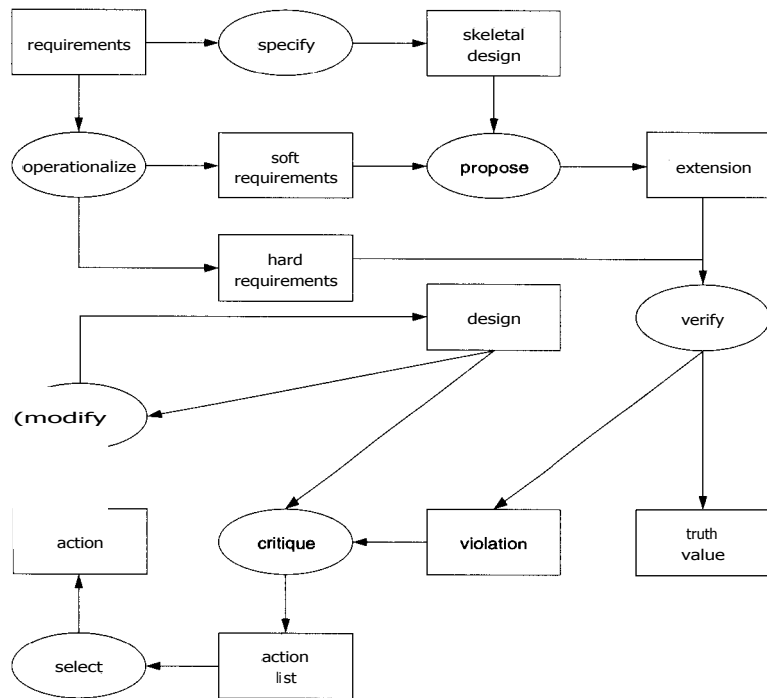 requirements
specify
skeletal
design
operationalize
soft
requirements
propose
extension
hard
requirements
design
verify
(modify
action
critique
violation
truth
value
select
action
list